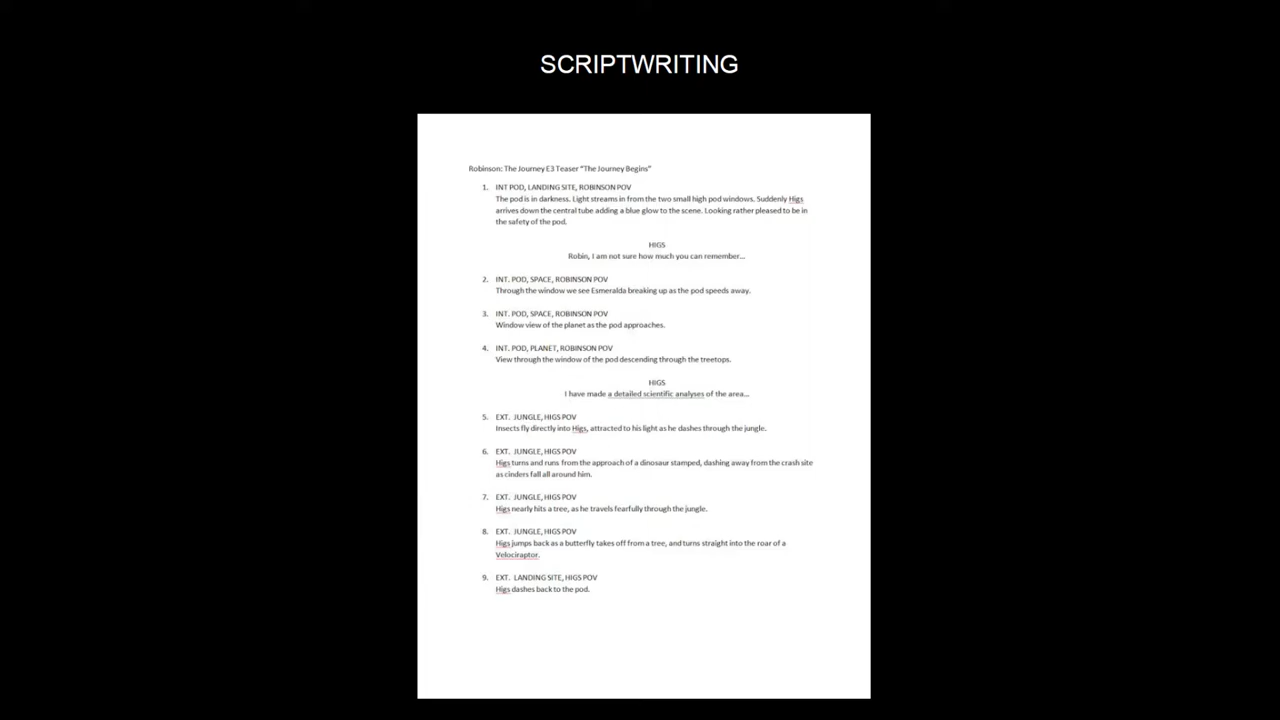 SCRIPTWRITING
Robinson: The Journey E3 Teaser "The Journey Begins"
1. INT POD, LANDING SITE, ROBINSON POV
The pod is in darkness. Light streams in from the two small high pod windows. Suddenly Higs
arrives down the central tube adding a blue glow to the scene. Looking rather pleased to be in
the safety of the pod.
HIGS
Robin, I am not sure how much you can remember...
2. INT. POD, SPACE, ROBINSON POV
Through the window we see Esmeralda breaking up as the pod speeds away.
3. INT. POD, SPACE, ROBINSON POV
Window view of the planet as the pod approaches.
4. INT. POD, PLANET, ROBINSON POV
View through the window of the pod descending through the treetops.
HIGS
I have made a detailed scientific analyses of the area...
5. EXT. JUNGLE, HIGS POV
Insects fly directly into Higs, attracted to his light as he dashes through the jungle.
6. EXT. JUNGLE, HIGS POV
Higs turns and runs from the approach of a dinosaur stamped, dashing away from the crash site
as cinders fall all around him.
7. EXT. JUNGLE, HIGS POV
Higs nearly hits a tree, as he travels fearfully through the jungle.
8. EXT. JUNGLE, HIGS POV
Higs jumps back as a butterfly takes off from a tree, and turns straight into the roar of a
Velociraptor.
9. EXT. LANDING SITE, HIGS POV
Higs dashes back to the pod.